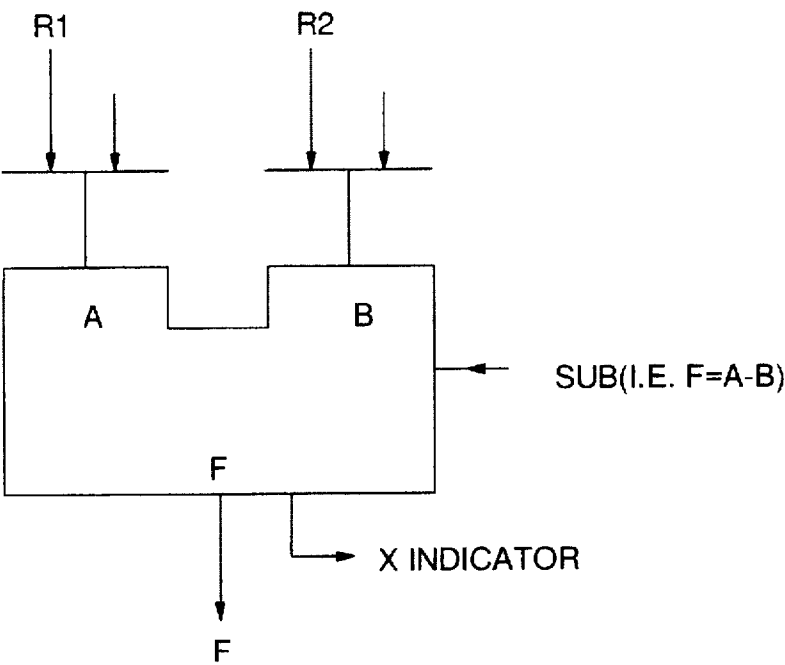 R1
R2
A
B
SUB(I.E. F=A-B)
F
X INDICATOR
F